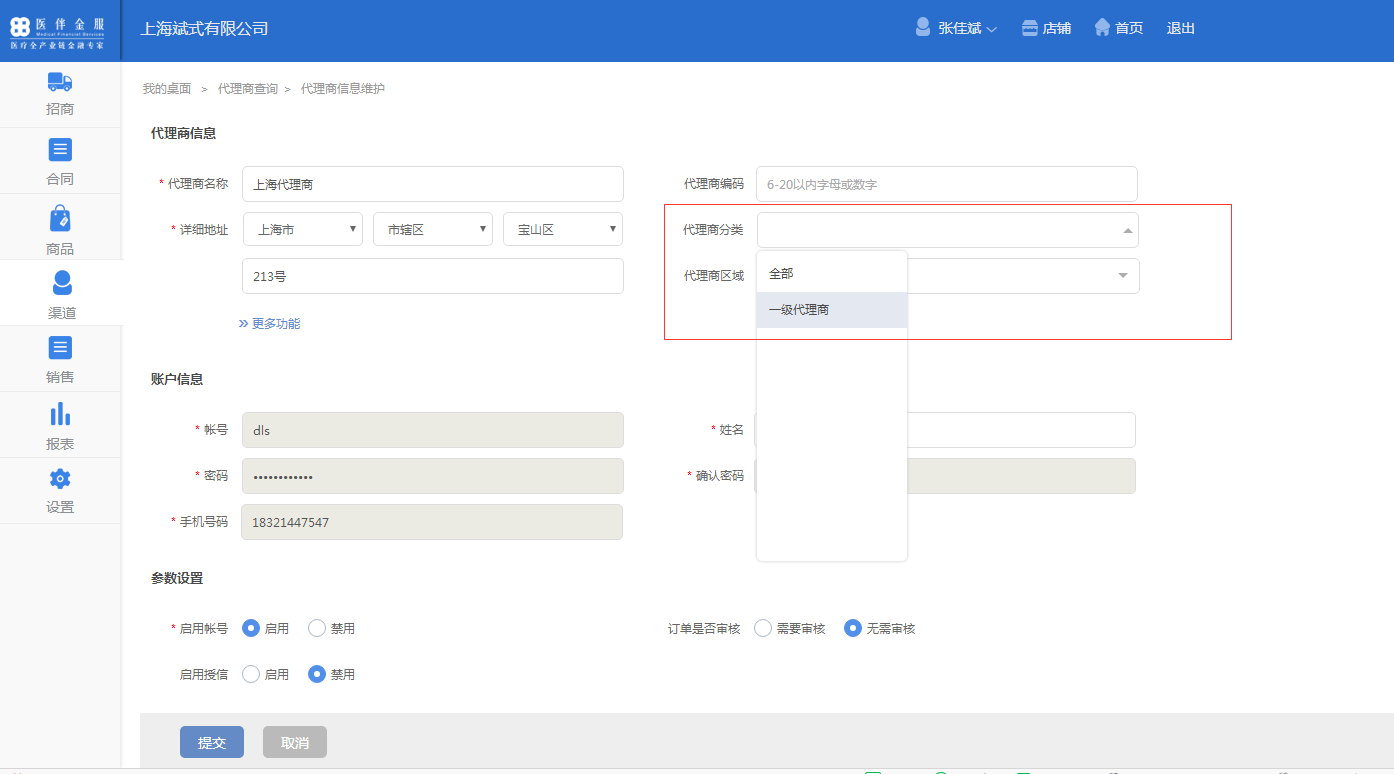 医伴金服
Medical Financial Services
医疗全产业链金融专家
上海斌式有限公司
张佳斌
店铺
首页
退出
招商
合同
商品
渠道
销售
报表
设置
我的桌面 > 代理商查询 > 代理商信息维护
代理商信息
* 代理商名称 上海代理商
代理商编码 6-20以内字母或数字
* 详细地址 上海市 市辖区 宝山区
代理商分类
213号
代理商区域
全部
一级代理商
» 更多功能
账户信息
* 帐号 dls
* 姓名
* 密码 ••••••••••••
* 确认密码
* 手机号码 18321447547
参数设置
* 启用帐号 启用 禁用
订单是否审核 需要审核 无需审核
启用授信 启用 禁用
提交 取消